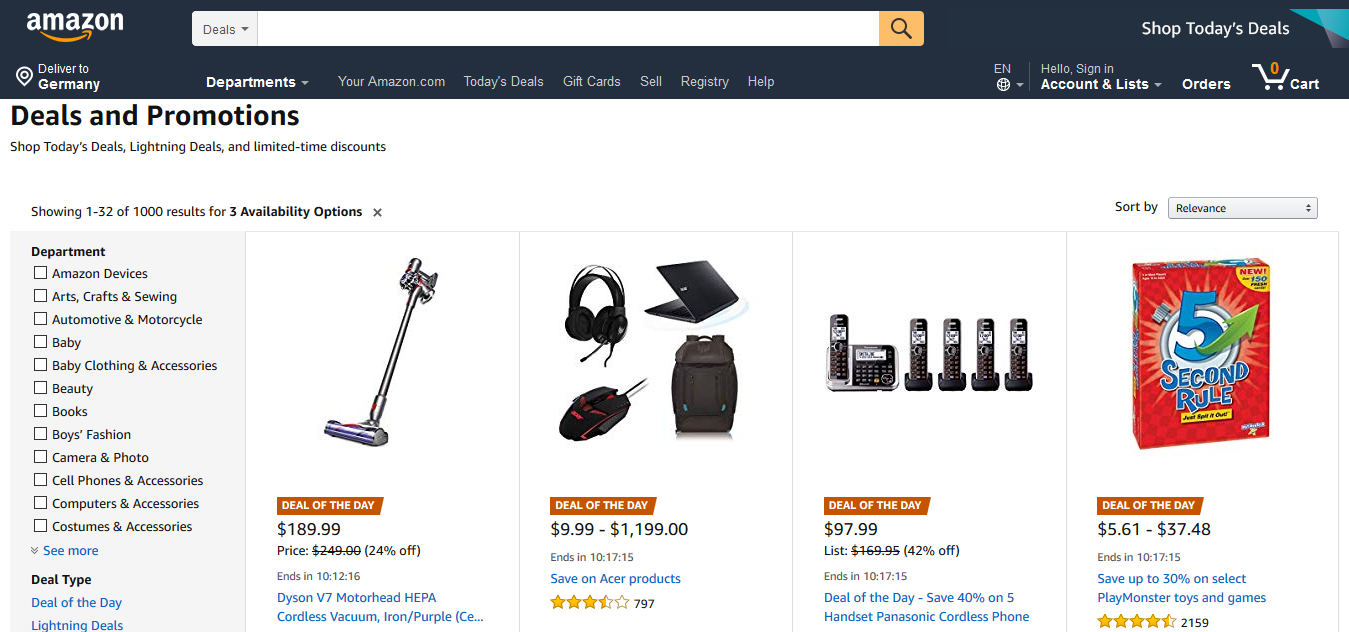 amazon
Deals
Shop Today's Deals
Deliver to
Germany
Departments
Your Amazon.com
Today's Deals
Gift Cards
Sell
Registry
Help
EN
Hello, Sign in
Account & Lists
Orders
0
Cart
Deals and Promotions
Shop Today's Deals, Lightning Deals, and limited-time discounts
Showing 1-32 of 1000 results for 3 Availability Options
Sort by
Relevance
Department
Amazon Devices
Arts, Crafts & Sewing
Automotive & Motorcycle
Baby
Baby Clothing & Accessories
Beauty
Books
Boys' Fashion
Camera & Photo
Cell Phones & Accessories
Computers & Accessories
Costumes & Accessories
See more
Deal Type
Deal of the Day
Lightning Deals
DEAL OF THE DAY
$189.99
Price: $249.00 (24% off)
Ends in 10:12:16
Dyson V7 Motorhead HEPA
Cordless Vacuum, Iron/Purple (Ce...
acer
DEAL OF THE DAY
$9.99 - $1,199.00
Ends in 10:17:15
Save on Acer products
797
DEAL OF THE DAY
$97.99
List: $169.95 (42% off)
Ends in 10:17:15
Deal of the Day - Save 40% on 5
Handset Panasonic Cordless Phone
NEW!
150
5
SECOND
RULE
Just Spit it Out!
DEAL OF THE DAY
$5.61 - $37.48
Ends in 10:17:15
Save up to 30% on select
PlayMonster toys and games
2159